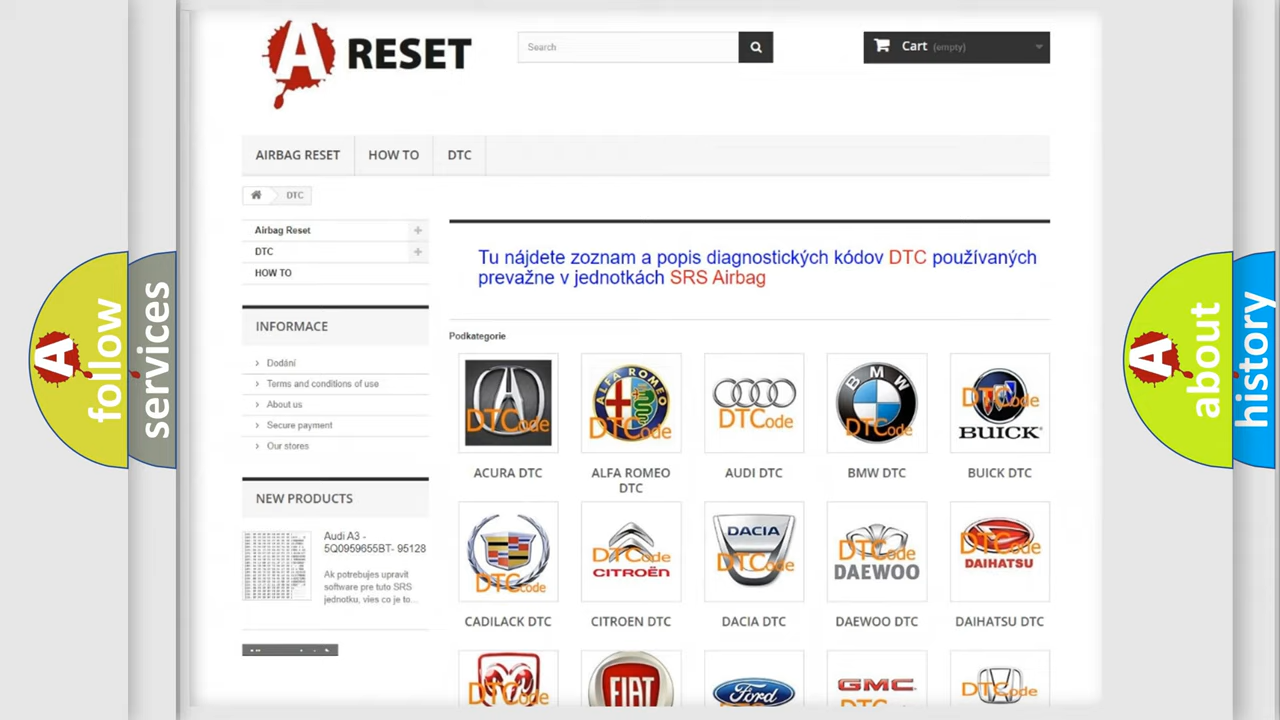 A RESET
Search
Cart (empty)
AIRBAG RESET
HOW TO
DTC
DTC
Airbag Reset
DTC
HOW TO
Tu nájdete zoznam a popis diagnostických kódov DTC používaných
prevažne v jednotkách SRS Airbag
INFORMACE
Dodání
Terms and conditions of use
About us
Secure payment
Our stores
Podkategorie
DTCode
ALFA ROMEO
DTCode
DTCode
BMW
DTCode
DTCode
BUICK
ACURA DTC
ALFA ROMEO
DTC
AUDI DTC
BMW DTC
BUICK DTC
NEW PRODUCTS
Audi A3 -
5Q0959655BT- 95128
Ak potrebujes upravit
software pre tuto SRS
jednotku, vies co je to...
DTCode
DTCode
CITROËN
DACIA
DTCode
DTCode
DAEWOO
DTCode
DAIHATSU
CADILACK DTC
CITROEN DTC
DACIA DTC
DAEWOO DTC
DAIHATSU DTC
DTCode
FIAT
Ford
GMC
DTCode
A follow
services
A about
history